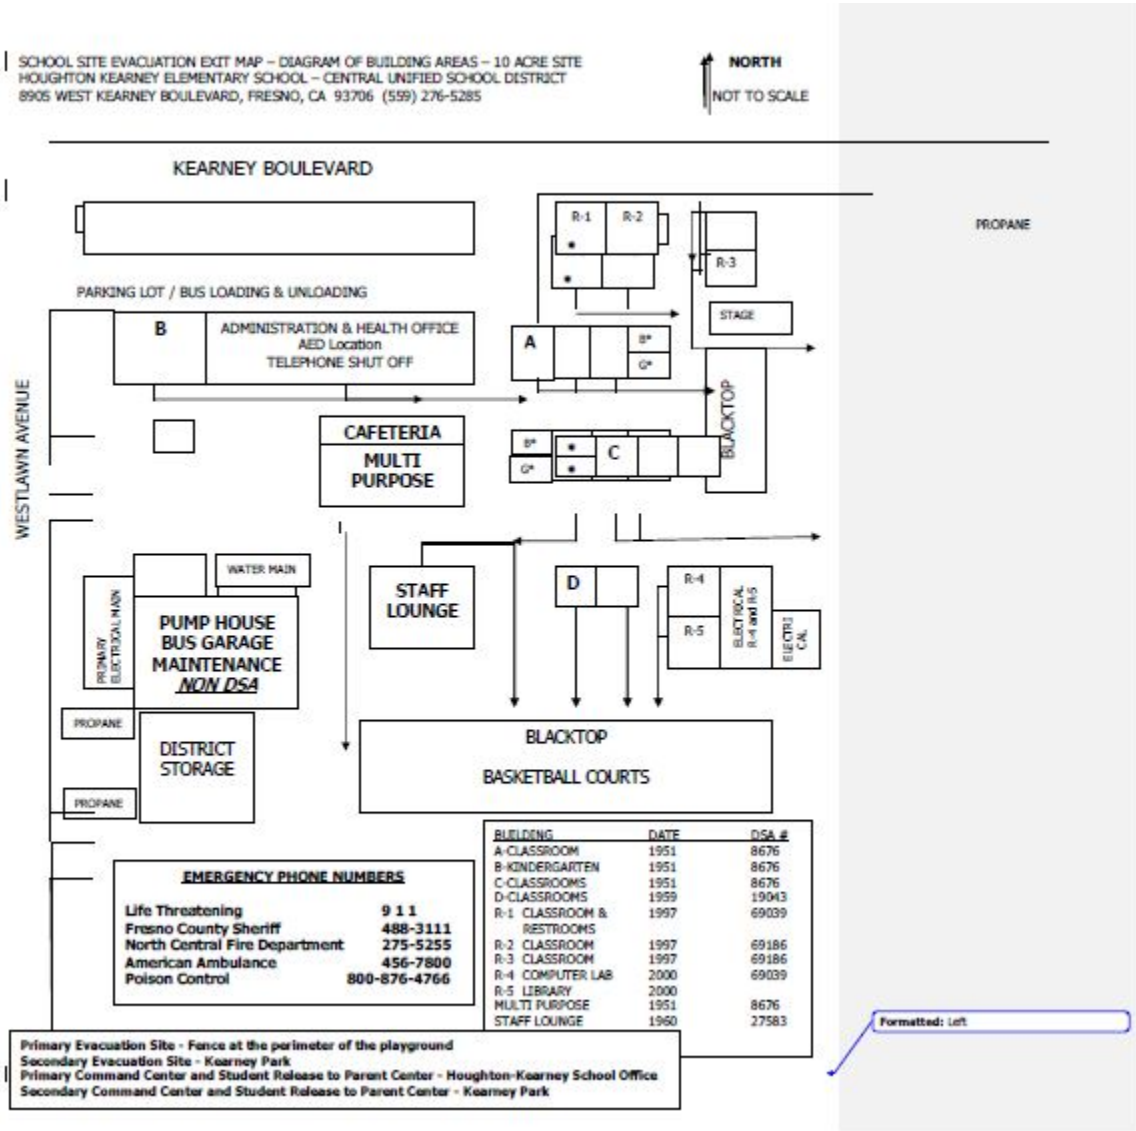 SCHOOL SITE EVACUATION EXIT MAP – DIAGRAM OF BUILDING AREAS – 10 ACRE SITE
HOUGHTON KEARNEY ELEMENTARY SCHOOL – CENTRAL UNIFIED SCHOOL DISTRICT
8905 WEST KEARNEY BOULEVARD, FRESNO, CA 93706 (559) 276-5285
NORTH
NOT TO SCALE
KEARNEY BOULEVARD
R-1 R-2
*
*
R-3
PROPANE
PARKING LOT / BUS LOADING & UNLOADING
STAGE
B
ADMINISTRATION & HEALTH OFFICE
AED Location
TELEPHONE SHUT OFF
A
B*
G*
WESTLAWN AVENUE
BLACKTOP
CAFETERIA
MULTI
PURPOSE
B*
G*
*
*
C
WATER MAIN
PRIMARY
ELECTRICAL MAIN
PUMP HOUSE
BUS GARAGE
MAINTENANCE
NON DSA
STAFF
LOUNGE
D
R-4
R-5
ELECTRICAL
R-4 and R-5
ELECTRI
CAL
PROPANE
DISTRICT
STORAGE
PROPANE
BLACKTOP
BASKETBALL COURTS
BUILDING DATE DSA #
A-CLASSROOM 1951 8676
B-KINDERGARTEN 1951 8676
C-CLASSROOMS 1951 8676
D-CLASSROOMS 1959 19043
R-1 CLASSROOM & 1997 69039
RESTROOMS
R-2 CLASSROOM 1997 69186
R-3 CLASSROOM 1997 69186
R-4 COMPUTER LAB 2000 69039
R-5 LIBRARY 2000
MULTI PURPOSE 1951 8676
STAFF LOUNGE 1960 27583
EMERGENCY PHONE NUMBERS
Life Threatening 9 1 1
Fresno County Sheriff 488-3111
North Central Fire Department 275-5255
American Ambulance 456-7800
Poison Control 800-876-4766
Formatted: Left
Primary Evacuation Site - Fence at the perimeter of the playground
Secondary Evacuation Site - Kearney Park
Primary Command Center and Student Release to Parent Center - Houghton-Kearney School Office
Secondary Command Center and Student Release to Parent Center - Kearney Park